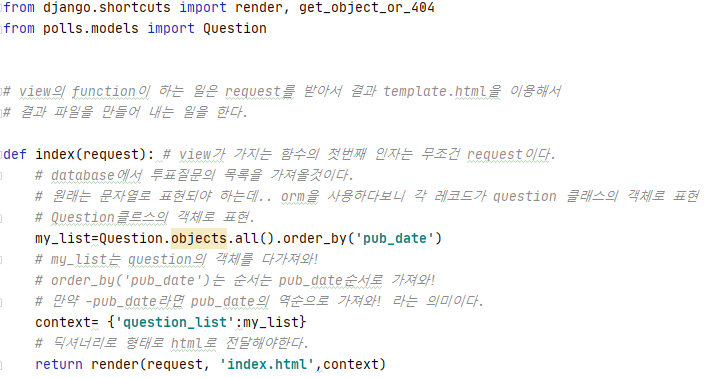 from django.shortcuts import render, get_object_or_404
from polls.models import Question
# view의 function이 하는 일은 request를 받아서 결과 template.html을 이용해서
# 결과 파일을 만들어 내는 일을 한다.
def index(request): # view가 가지는 함수의 첫번째 인자는 무조건 request이다.
# database에서 투표질문의 목록을 가져올것이다.
# 원래는 문자열로 표현되야 하는데.. orm을 사용하다보니 각 레코드가 question 클래스의 객체로 표현
# Question클르스의 객체로 표현.
my_list=Question.objects.all().order_by('pub_date')
# my_list는 question의 객체를 다가져와!
# order_by('pub_date')는 순서는 pub_date순서로 가져와!
# 만약 -pub_date라면 pub_date의 역순으로 가져와! 라는 의미이다.
context= {'question_list':my_list}
# 딕셔너리로 형태로 html로 전달해야한다.
return render(request, 'index.html',context)